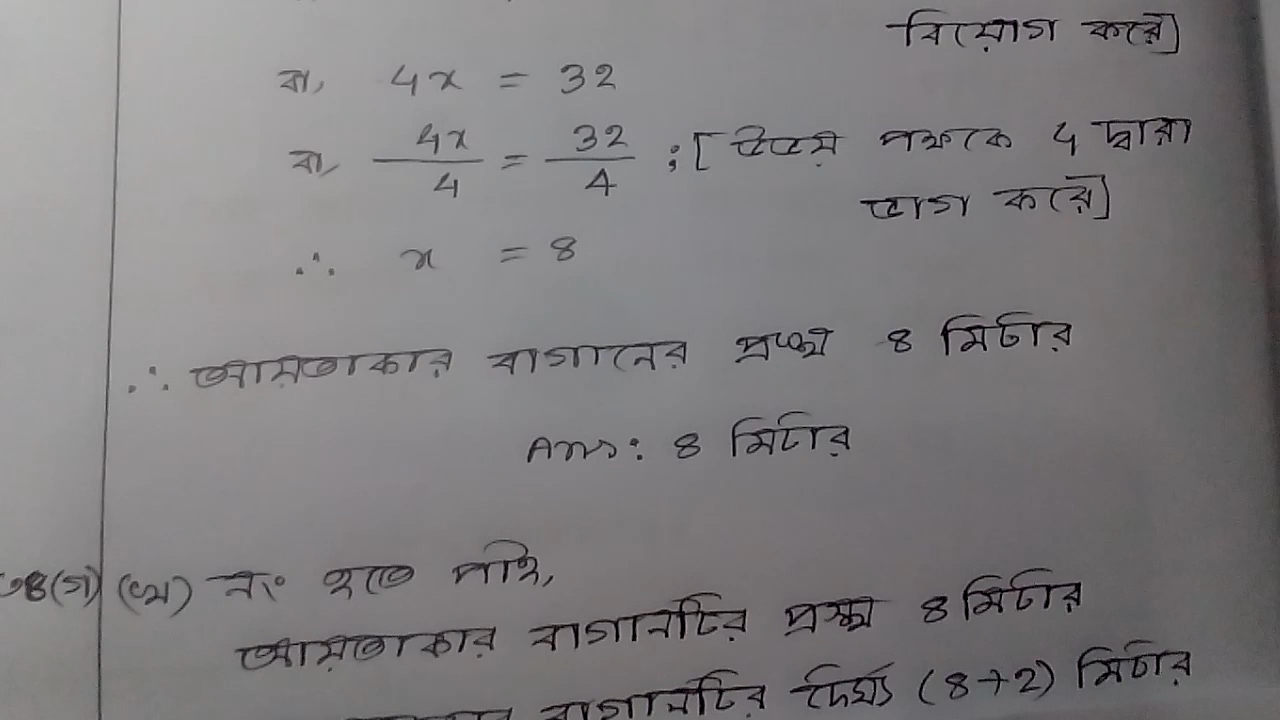 বিয়োগ করে]
বা, 4x = 32
বা, 4x/4 = 32/4 ; [উভয় পক্ষকে 4 দ্বারা
ভাগ করে]
∴ x = 8
∴ আয়তাকার বাগানের প্রস্থ 8 মিটার
Ans: 8 মিটার
৩8(গ) (খ) নং হতে পাই,
আয়তাকার বাগানটির প্রস্থ 8 মিটার
বাগানটির দৈর্ঘ্য (8+2) মিটার